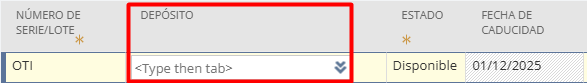 NÚMERO DE
SERIE/LOTE *
DEPÓSITO
ESTADO
*
FECHA DE
CADUCIDAD
OTI
<Type then tab>
Disponible
01/12/2025